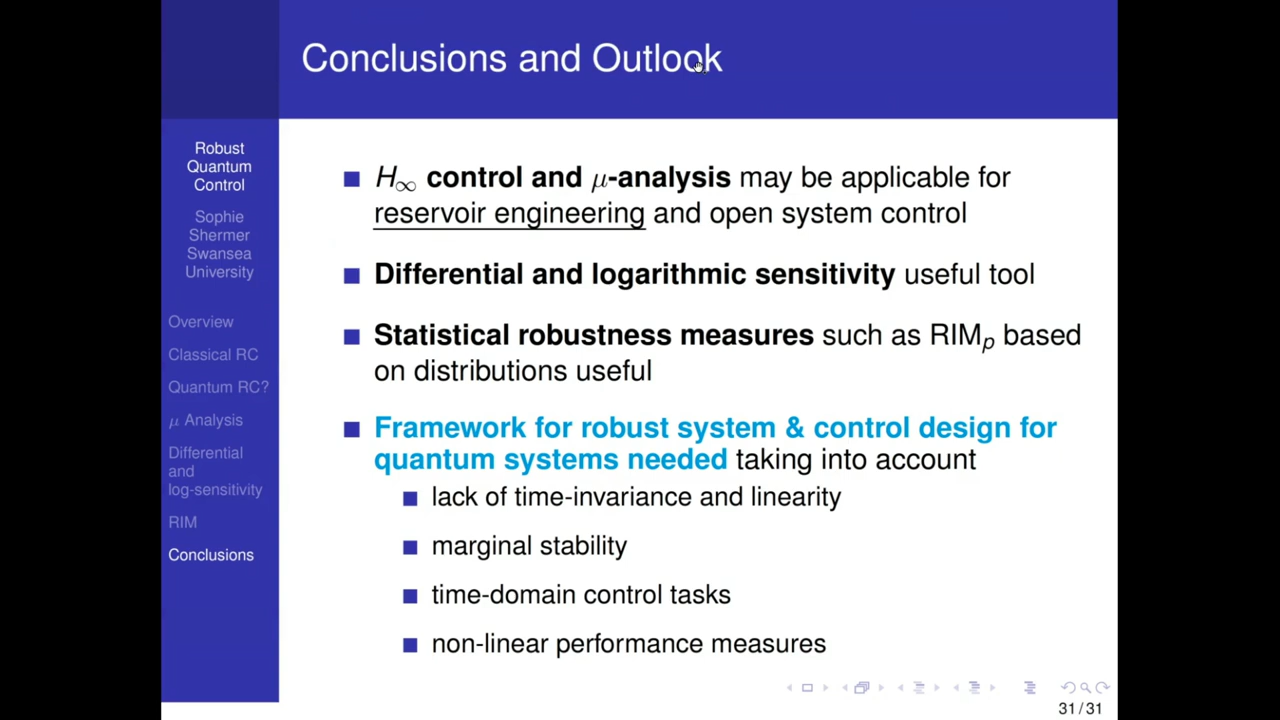 Conclusions and Outlook
Robust
Quantum
Control
Sophie
Shermer
Swansea
University
Overview
Classical RC
Quantum RC?
μ Analysis
Differential
and
log-sensitivity
RIM
Conclusions
H∞ control and μ-analysis may be applicable for
reservoir engineering and open system control
Differential and logarithmic sensitivity useful tool
Statistical robustness measures such as RIMp based
on distributions useful
Framework for robust system & control design for
quantum systems needed taking into account
lack of time-invariance and linearity
marginal stability
time-domain control tasks
non-linear performance measures
31/31